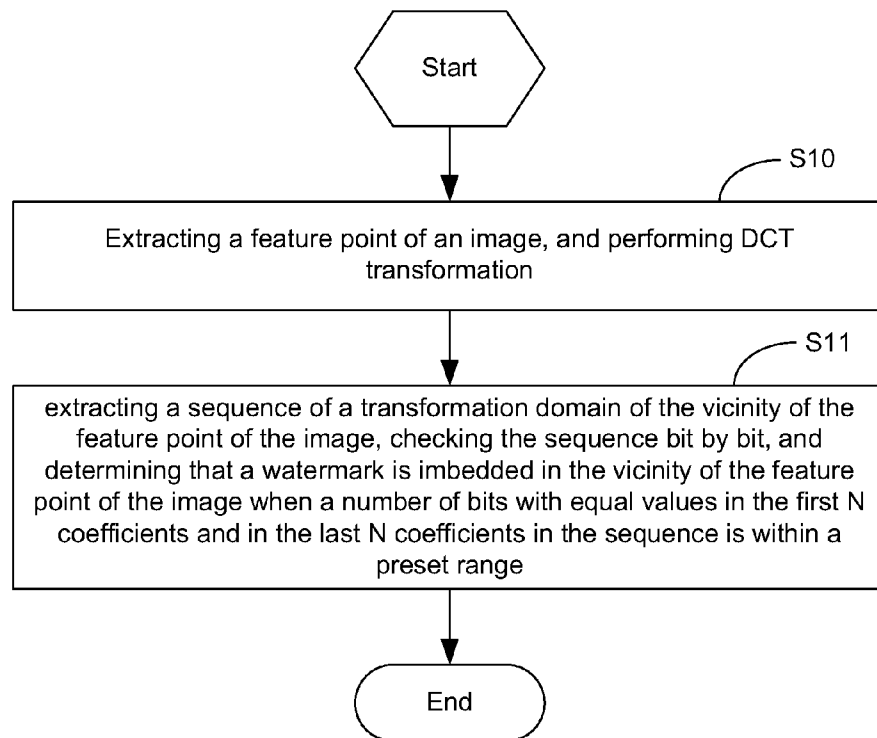 Start
S10
Extracting a feature point of an image, and performing DCT
transformation
S11
extracting a sequence of a transformation domain of the vicinity of the
feature point of the image, checking the sequence bit by bit, and
determining that a watermark is imbedded in the vicinity of the feature
point of the image when a number of bits with equal values in the first N
coefficients and in the last N coefficients in the sequence is within a
preset range
End